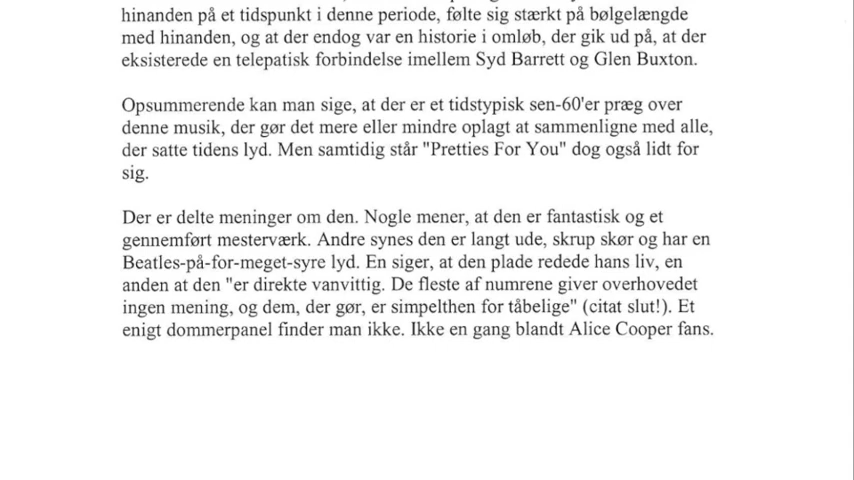 hinanden på et tidspunkt i denne periode, følte sig stærkt på bølgelængde
med hinanden, og at der endog var en historie i omløb, der gik ud på, at der
eksisterede en telepatisk forbindelse imellem Syd Barrett og Glen Buxton.
Opsummerende kan man sige, at der er et tidstypisk sen-60'er præg over
denne musik, der gør det mere eller mindre oplagt at sammenligne med alle,
der satte tidens lyd. Men samtidig står "Pretties For You" dog også lidt for
sig.
Der er delte meninger om den. Nogle mener, at den er fantastisk og et
gennemført mesterværk. Andre synes den er langt ude, skrup skør og har en
Beatles-på-for-meget-syre lyd. En siger, at den plade redede hans liv, en
anden at den "er direkte vanvittig. De fleste af numrene giver overhovedet
ingen mening, og dem, der gør, er simpelthen for tåbelige" (citat slut!). Et
enigt dommerpanel finder man ikke. Ikke en gang blandt Alice Cooper fans.